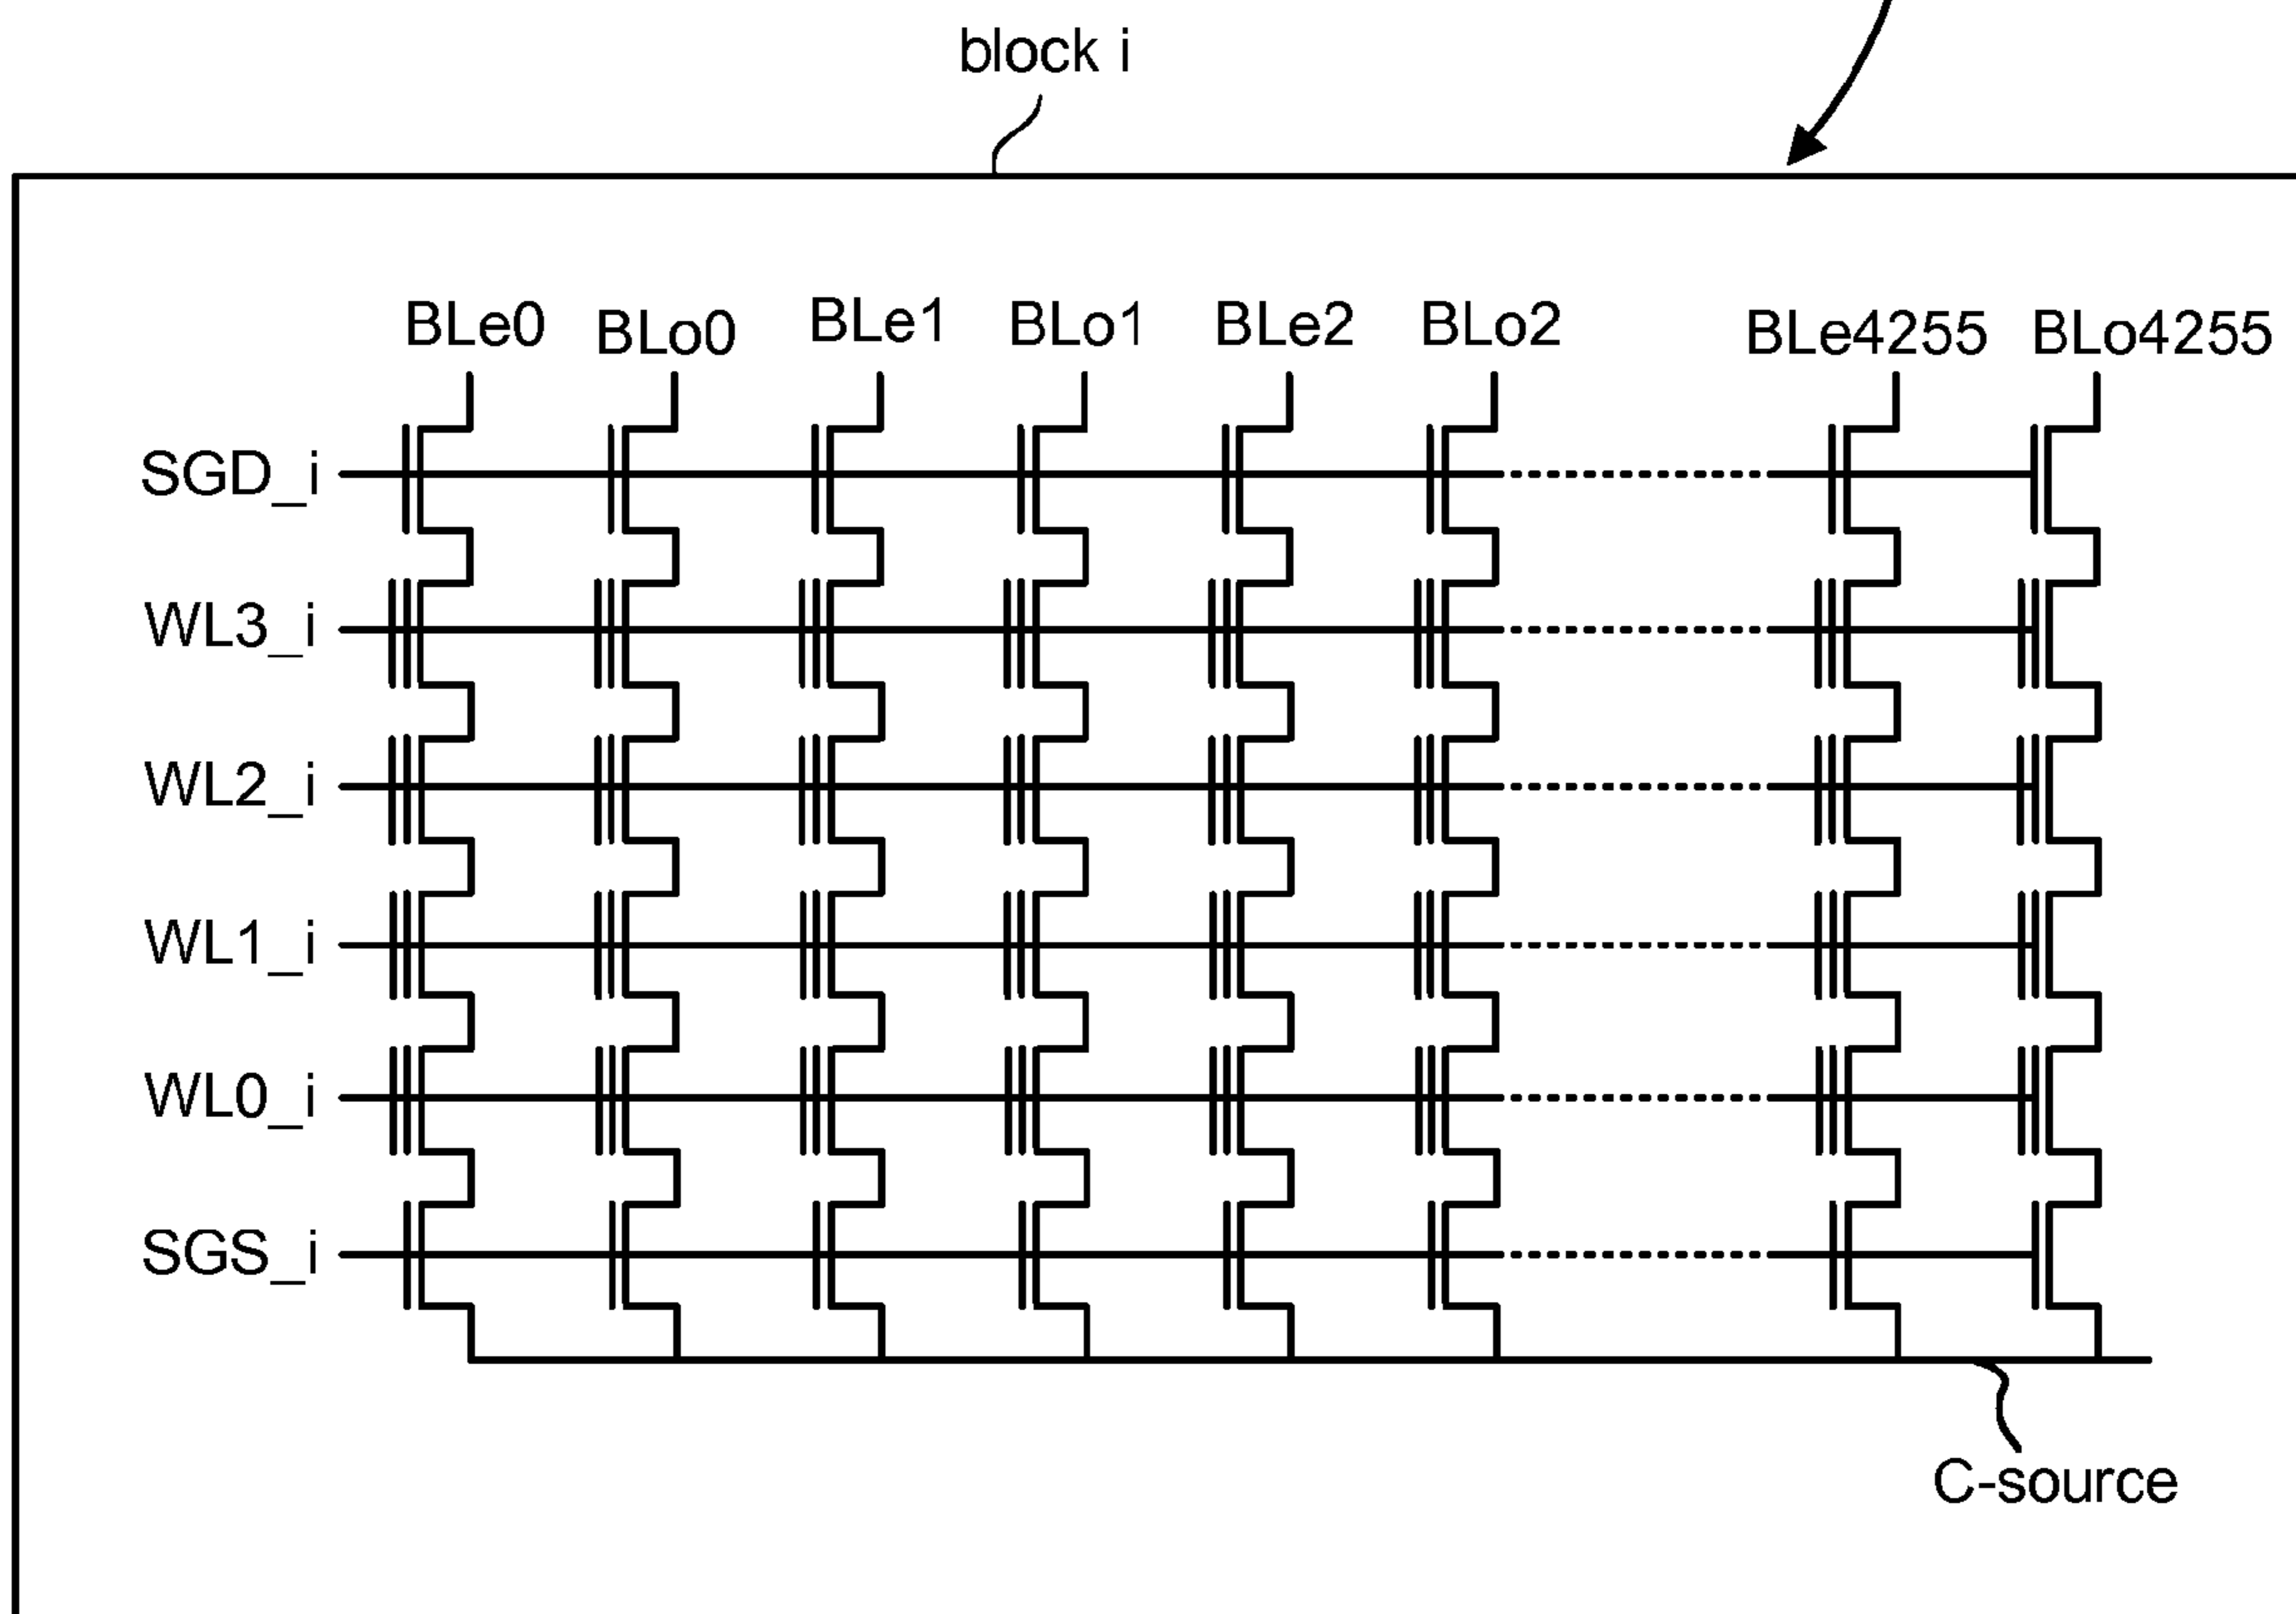 block i
BLe0 BLo0 BLe1 BLo1 BLe2 BLo2 BLe4255 BLo4255
SGD_i
WL3_i
WL2_i
WL1_i
WL0_i
SGS_i
C-source